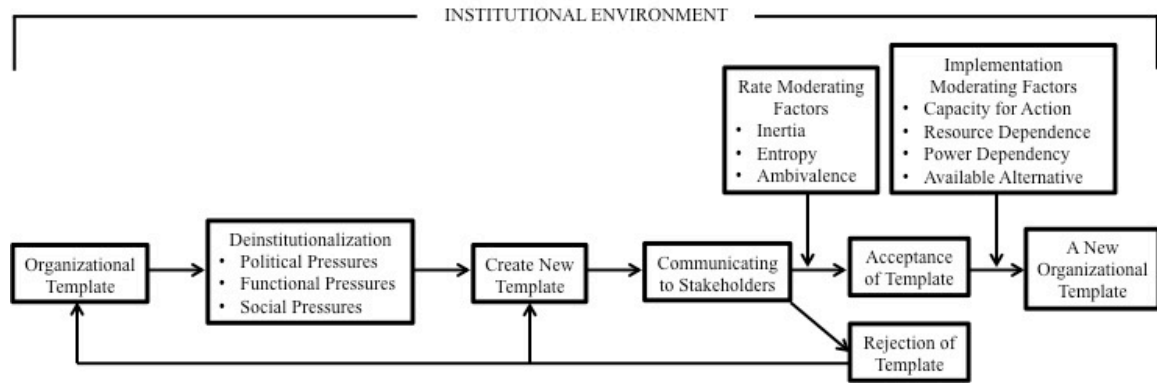 INSTITUTIONAL ENVIRONMENT
Rate Moderating
Factors
• Inertia
• Entropy
• Ambivalence
Implementation
Moderating Factors
• Capacity for Action
• Resource Dependence
• Power Dependency
• Available Alternative
Organizational
Template
Deinstitutionalization
• Political Pressures
• Functional Pressures
• Social Pressures
Create New
Template
Communicating
to Stakeholders
Acceptance
of Template
A New
Organizational
Template
Rejection of
Template